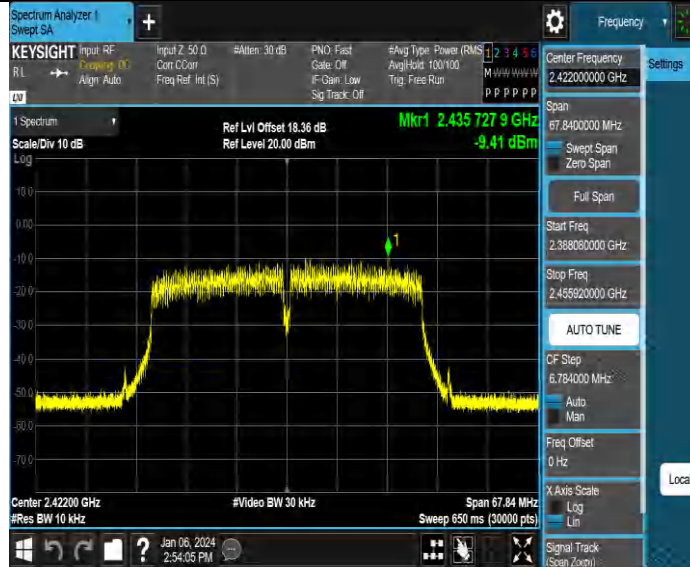 Spectrum Analyzer 1
Swept SA
+
Frequency
KEYSIGHT Input: RF
RL
Align: Auto
Input Z: 50 Ω
Corr CCorr
Freq Ref: Int (S)
#Atten: 30 dB
PNO: Fast
Gate: Off
IF Gain: Low
Sig Track: Off
#Avg Type: Power (RMS
Avg|Hold: 100/100
Trig: Free Run
1 2 3 4 5 6
M W W W W W
P P P P P P
Settings
1 Spectrum
Scale/Div 10 dB
Log
Ref Lvl Offset 18.36 dB
Ref Level 20.00 dBm
Mkr1 2.435 727 9 GHz
-9.41 dBm
10.0
0.00
-10.0
-20.0
-30.0
-40.0
-50.0
-60.0
-70.0
1
Center 2.42200 GHz
#Res BW 10 kHz
#Video BW 30 kHz
Span 67.84 MHz
Sweep 650 ms (30000 pts)
Jan 06, 2024
2:54:05 PM
?
Center Frequency
2.422000000 GHz
Span
67.8400000 MHz
Swept Span
Zero Span
Full Span
Start Freq
2.388080000 GHz
Stop Freq
2.455920000 GHz
AUTO TUNE
CF Step
6.784000 MHz
Auto
Man
Freq Offset
0 Hz
X Axis Scale
Log
Lin
Signal Track
(Span Zoom)
Loca